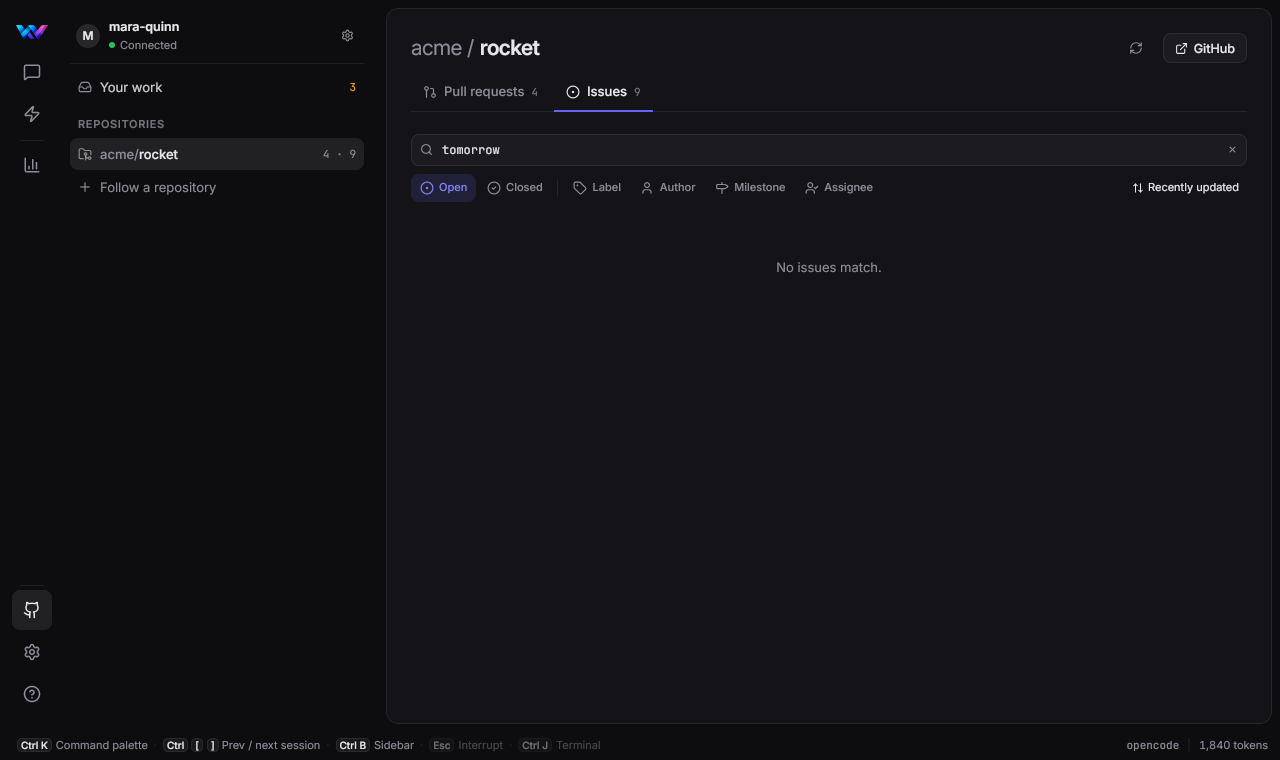 M
mara-quinn
Connected
Your work 3
REPOSITORIES
acme/rocket 4 · 9
Follow a repository
acme / rocket
GitHub
Pull requests 4
Issues 9
tomorrow ×
Open Closed Label Author Milestone Assignee
Recently updated
No issues match.
Ctrl K Command palette · Ctrl [ ] Prev / next session · Ctrl B Sidebar · Esc Interrupt · Ctrl J Terminal
opencode 1,840 tokens